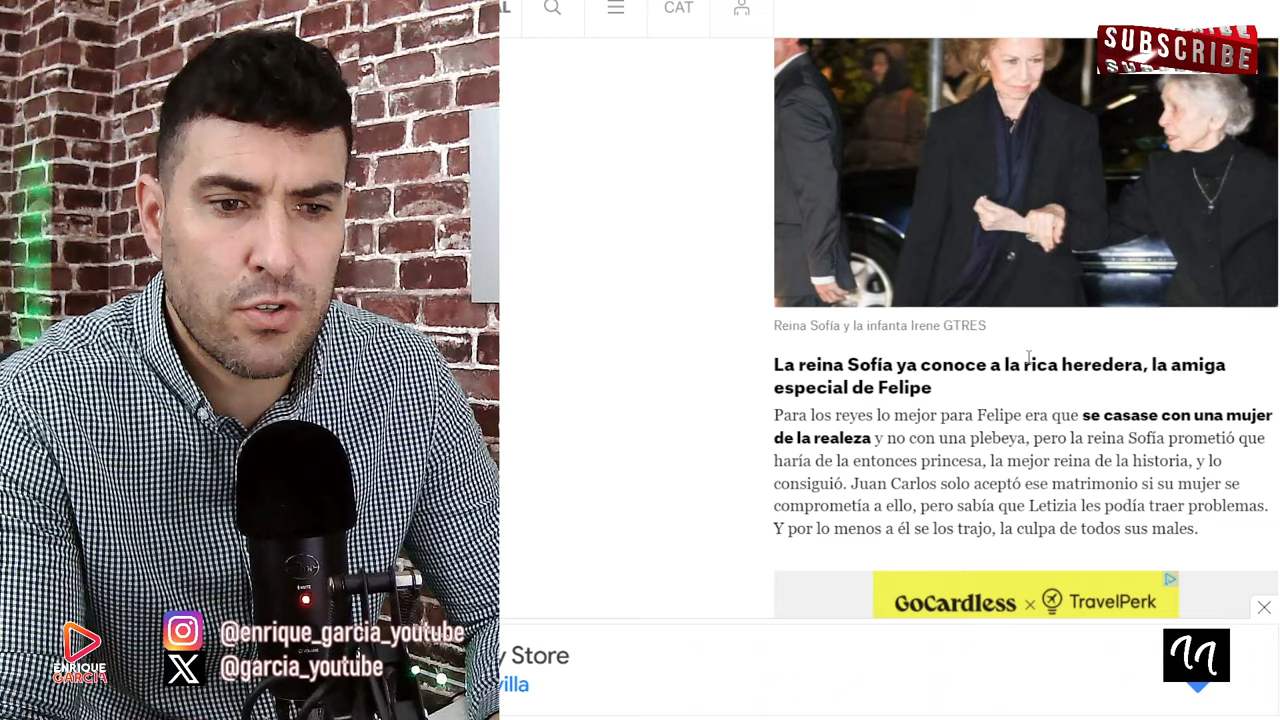 CAT
SUBSCRIBE
Reina Sofía y la infanta Irene GTRES
La reina Sofía ya conoce a la rica heredera, la amiga
especial de Felipe
Para los reyes lo mejor para Felipe era que se casase con una mujer
de la realeza y no con una plebeya, pero la reina Sofía prometió que
haría de la entonces princesa, la mejor reina de la historia, y lo
consiguió. Juan Carlos solo aceptó ese matrimonio si su mujer se
comprometía a ello, pero sabía que Letizia les podía traer problemas.
Y por lo menos a él se los trajo, la culpa de todos sus males.
GoCardless x TravelPerk
y Store
villa
ENRIQUE
GARCIA
@enrique_garcia_youtube
@garcia_youtube